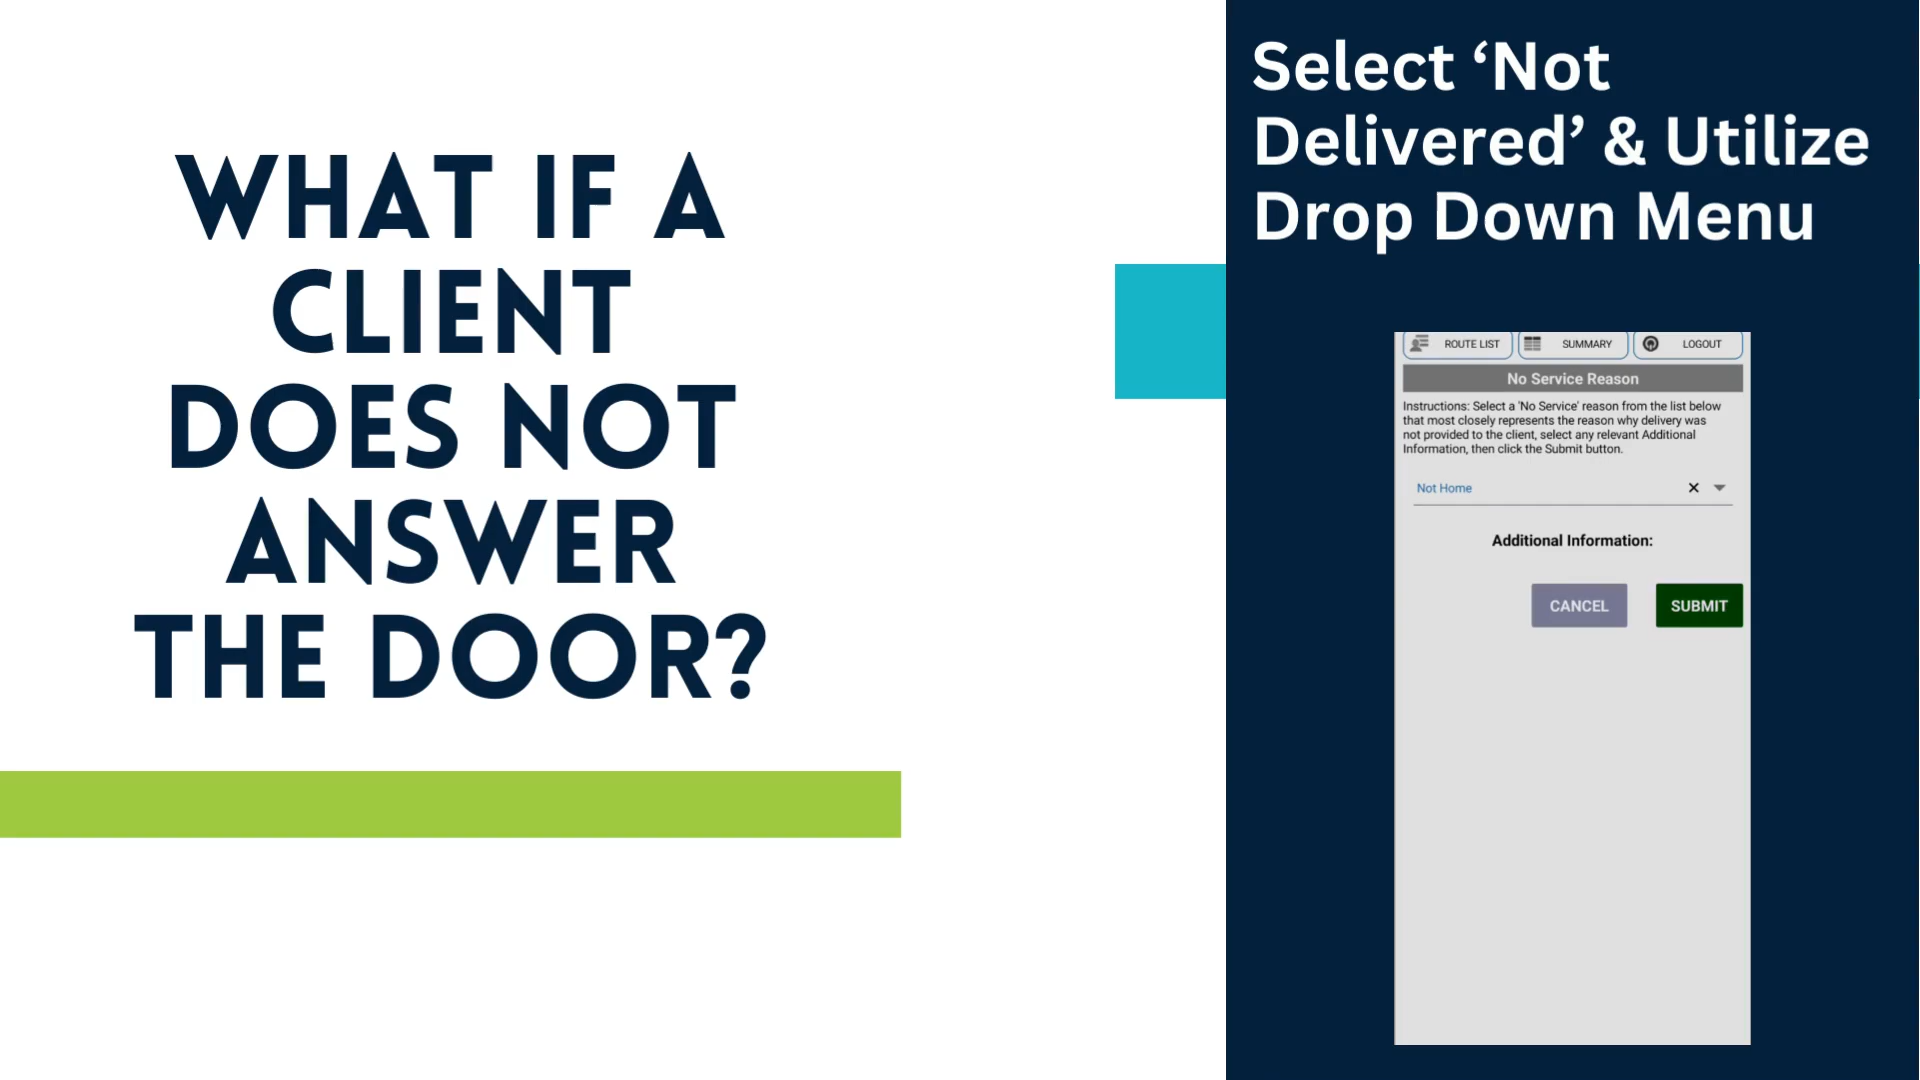 WHAT IF A
CLIENT
DOES NOT
ANSWER
THE DOOR?
Select ‘Not
Delivered’ & Utilize
Drop Down Menu
ROUTE LIST
SUMMARY
LOGOUT
No Service Reason
Instructions: Select a 'No Service' reason from the list below
that most closely represents the reason why delivery was
not provided to the client, select any relevant Additional
Information, then click the Submit button.
Not Home
Additional Information:
CANCEL
SUBMIT